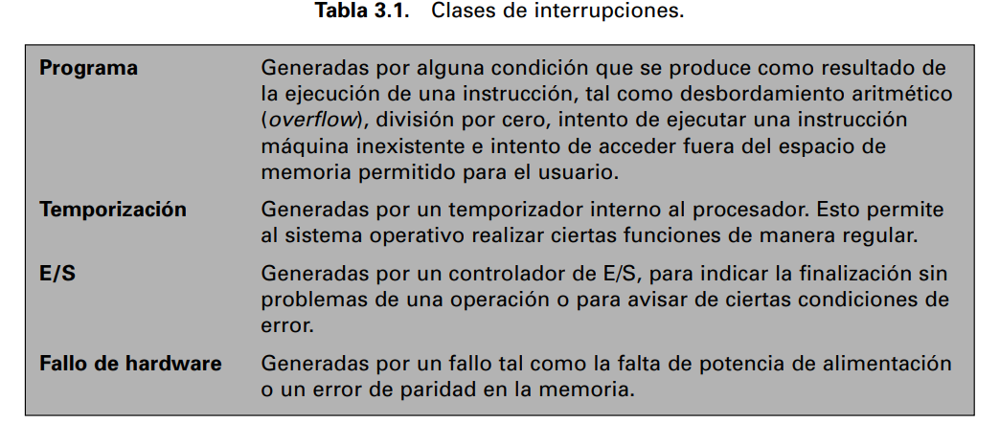 Tabla 3.1. Clases de interrupciones.
Programa Generadas por alguna condición que se produce como resultado de
la ejecución de una instrucción, tal como desbordamiento aritmético
(overflow), división por cero, intento de ejecutar una instrucción
máquina inexistente e intento de acceder fuera del espacio de
memoria permitido para el usuario.
Temporización Generadas por un temporizador interno al procesador. Esto permite
al sistema operativo realizar ciertas funciones de manera regular.
E/S Generadas por un controlador de E/S, para indicar la finalización sin
problemas de una operación o para avisar de ciertas condiciones de
error.
Fallo de hardware Generadas por un fallo tal como la falta de potencia de alimentación
o un error de paridad en la memoria.